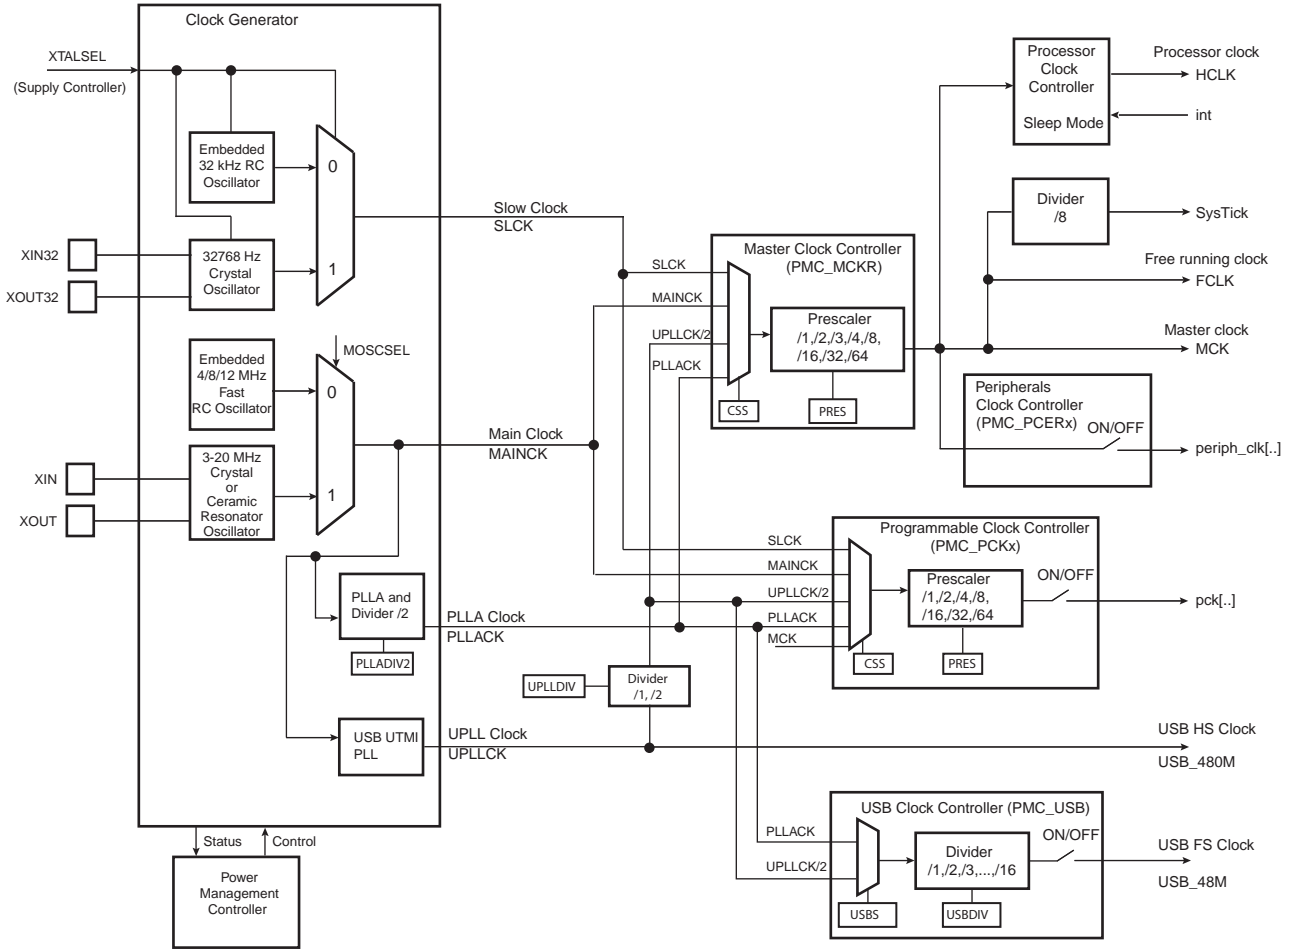 Clock Generator
XTALSEL
(Supply Controller)
Embedded
32 kHz RC
Oscillator
0
XIN32
XOUT32
32768 Hz
Crystal
Oscillator
1
Slow Clock
SLCK
MOSCSEL
Embedded
4/8/12 MHz
Fast
RC Oscillator
0
XIN
XOUT
3-20 MHz
Crystal
or
Ceramic
Resonator
Oscillator
1
Main Clock
MAINCK
PLLA and
Divider /2
PLLADIV2
PLLA Clock
PLLACK
USB UTMI
PLL
UPLL Clock
UPLLCK
UPLLDIV
Divider
/1, /2
Status
Control
Power
Management
Controller
Master Clock Controller
(PMC_MCKR)
SLCK
MAINCK
UPLLCK/2
PLLACK
Prescaler
/1,/2,/3,/4,/8,
/16,/32,/64
CSS
PRES
Processor
Clock
Controller
Sleep Mode
Processor clock
HCLK
int
Divider
/8
SysTick
Free running clock
FCLK
Master clock
MCK
Peripherals
Clock Controller
(PMC_PCERx)
ON/OFF
periph_clk[..]
Programmable Clock Controller
(PMC_PCKx)
SLCK
MAINCK
UPLLCK/2
PLLACK
MCK
Prescaler
/1,/2,/4,/8,
/16,/32,/64
ON/OFF
CSS
PRES
pck[..]
USB HS Clock
USB_480M
USB Clock Controller (PMC_USB)
PLLACK
UPLLCK/2
Divider
/1,/2,/3,...,/16
ON/OFF
USBS
USBDIV
USB FS Clock
USB_48M